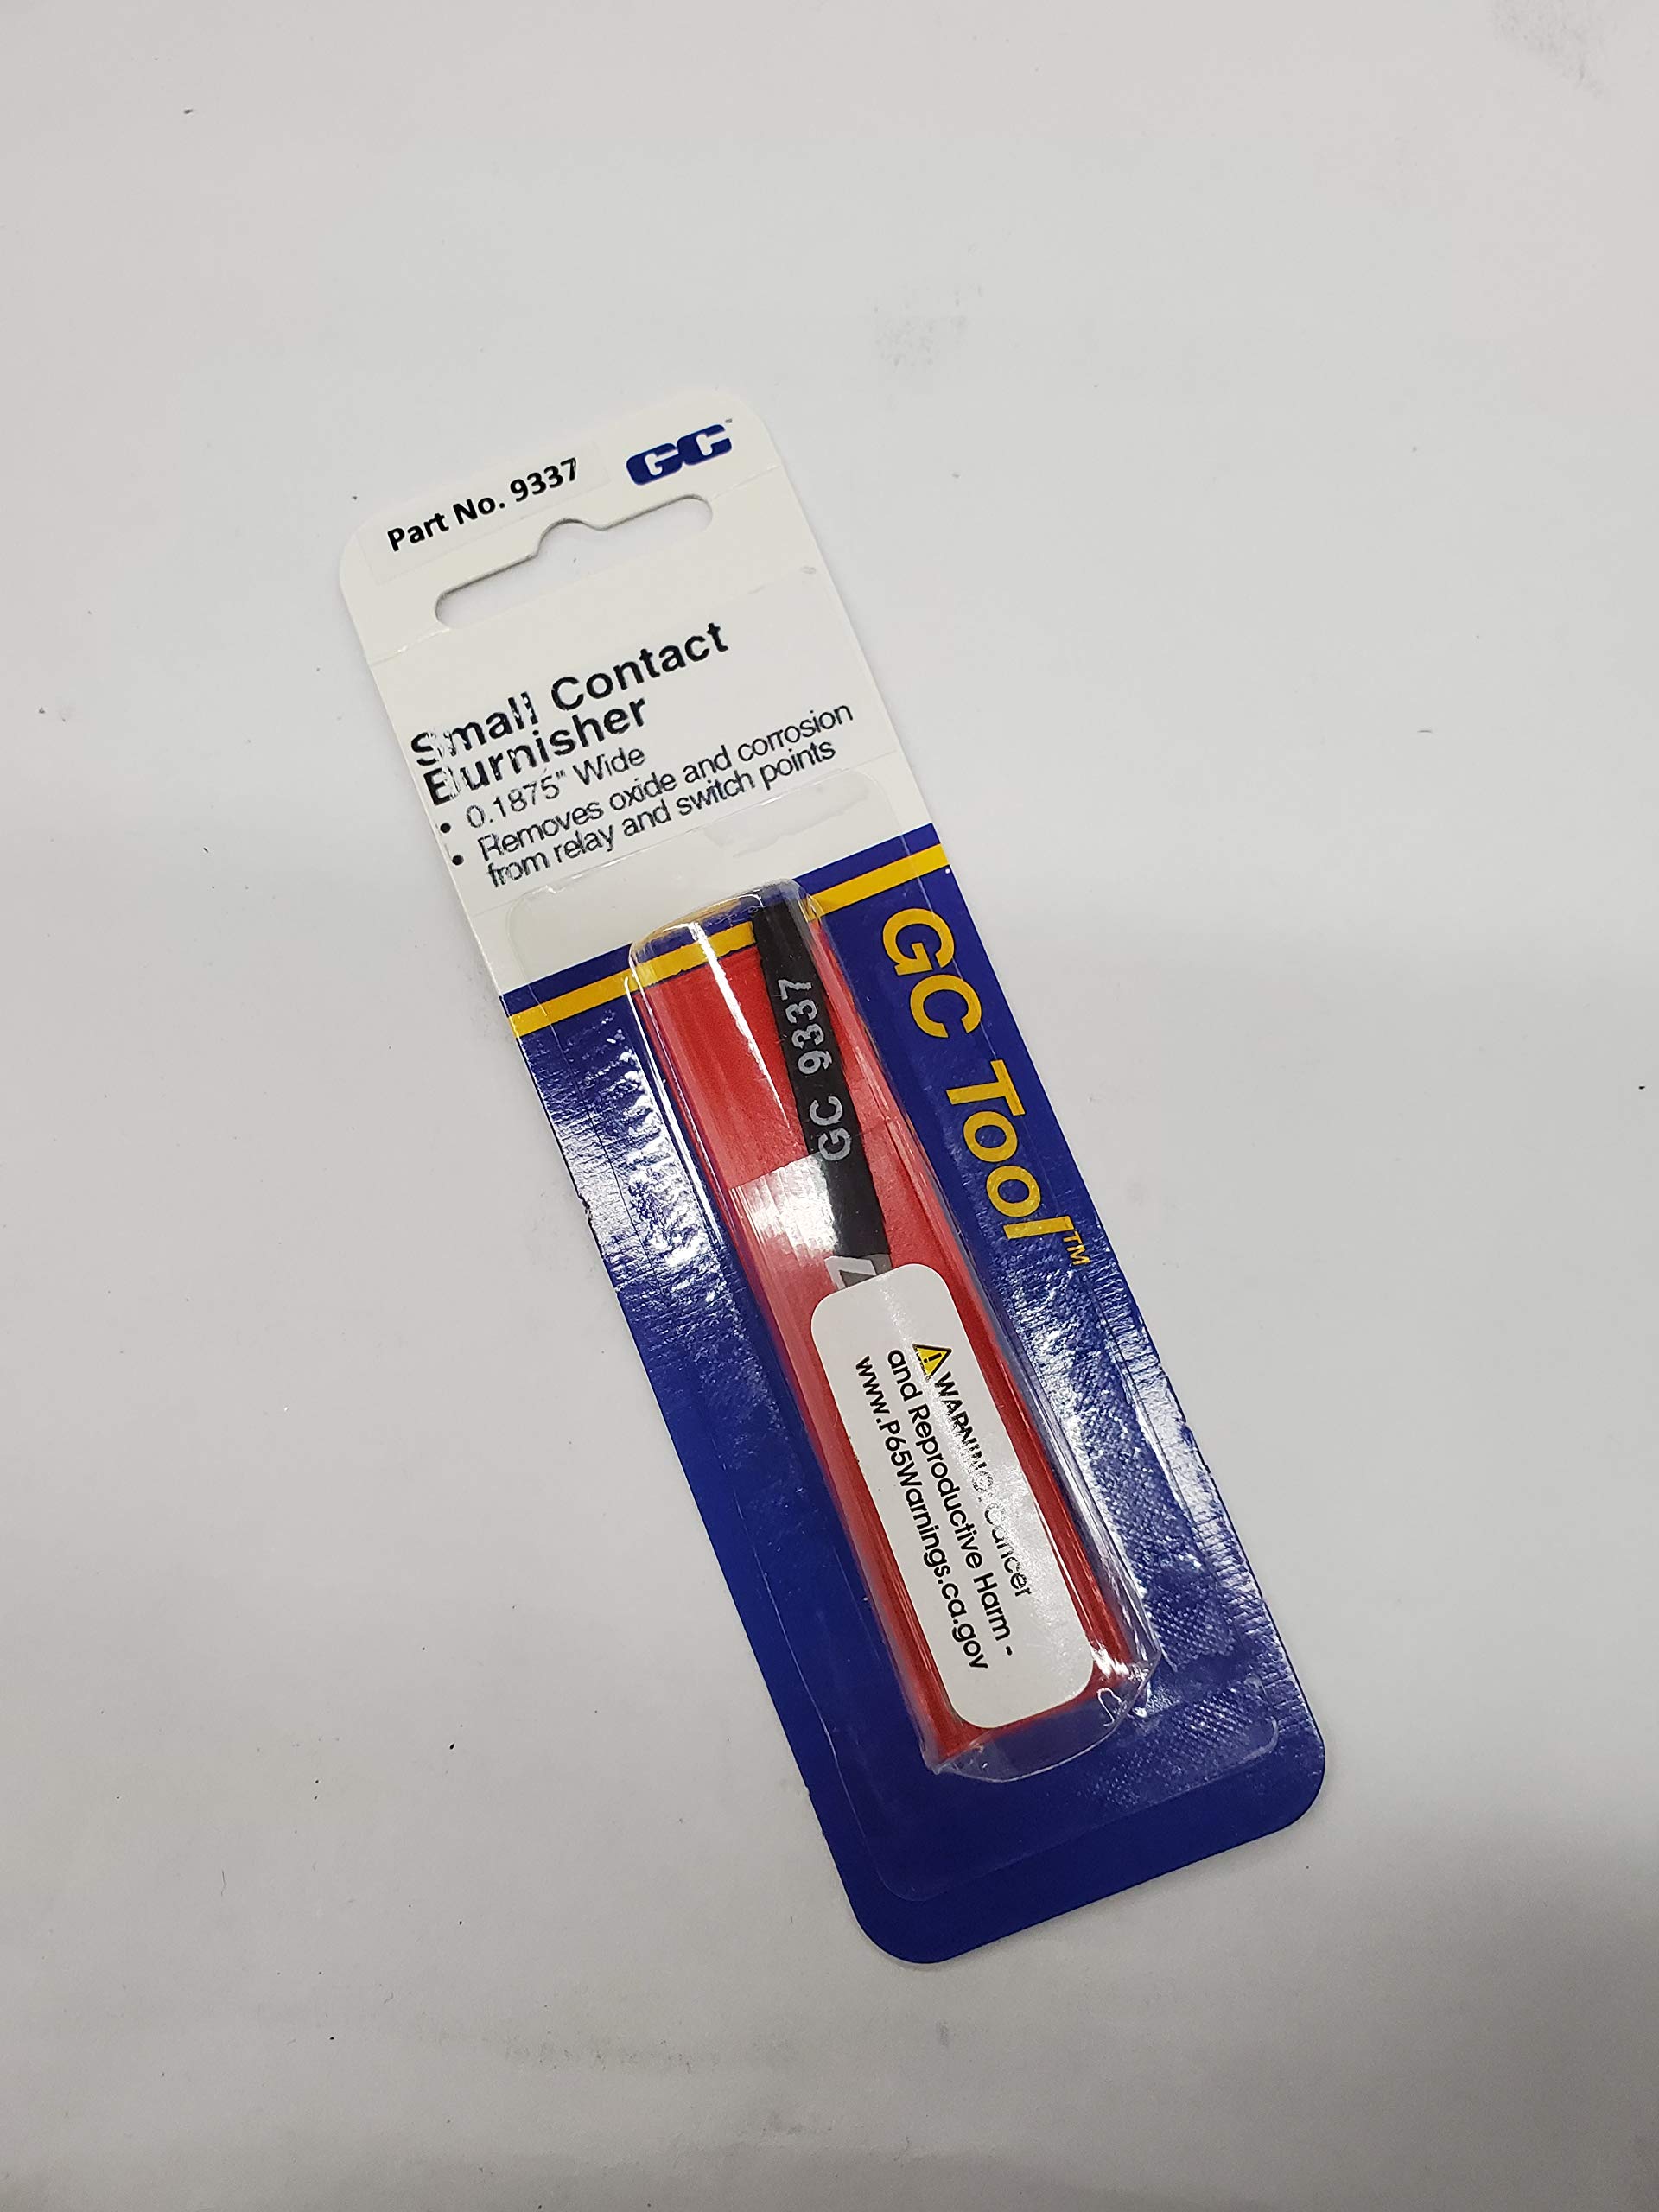 Part No. 9337
GC™
Small Contact
Burnisher
• 0.1875" Wide
• Removes oxide and corrosion
from relay and switch points
GC Tool™
GC 9337
WARNING: Cancer
and Reproductive Harm -
www.P65Warnings.ca.gov